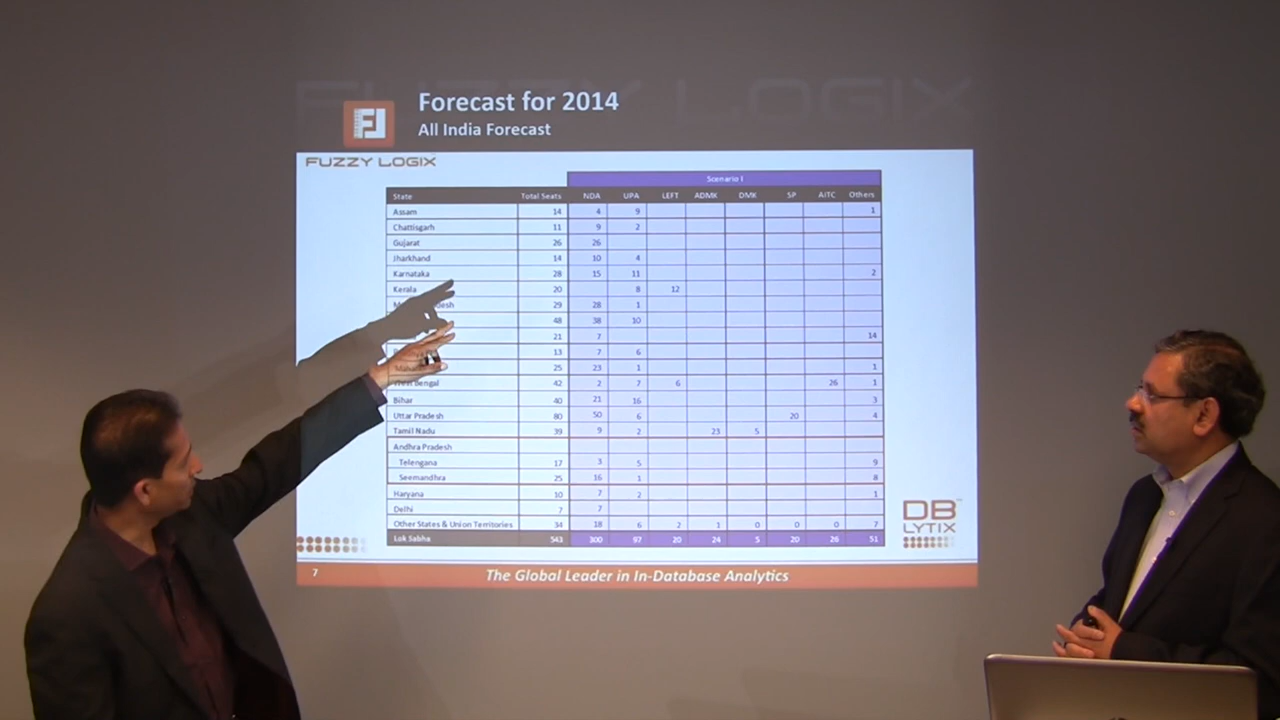 FUZZY LOGIX
Forecast for 2014
All India Forecast
FUZZY LOGIX
Scenario I
State Total Seats NDA UPA LEFT ADMK DMK SP AITC Others
Assam 14 4 9 1
Chattisgarh 11 9 2
Gujarat 26 26
Jharkhand 14 10 4
Karnataka 28 15 11 2
Kerala 20 8 12
desh 29 28 1
48 38 10
21 7 14
13 7 6
25 23 1 1
West Bengal 42 2 7 6 26 1
Bihar 40 21 16 3
Uttar Pradesh 80 50 6 20 4
Tamil Nadu 39 9 2 23 5
Andhra Pradesh
Telengana 17 3 5 9
Seemandhra 25 16 1 8
Haryana 10 7 2 1
Delhi 7 7
Other States & Union Territories 34 18 6 2 1 0 0 0 7
Lok Sabha 543 300 97 20 24 5 20 26 51
DB
LYTIX
7 The Global Leader in In-Database Analytics